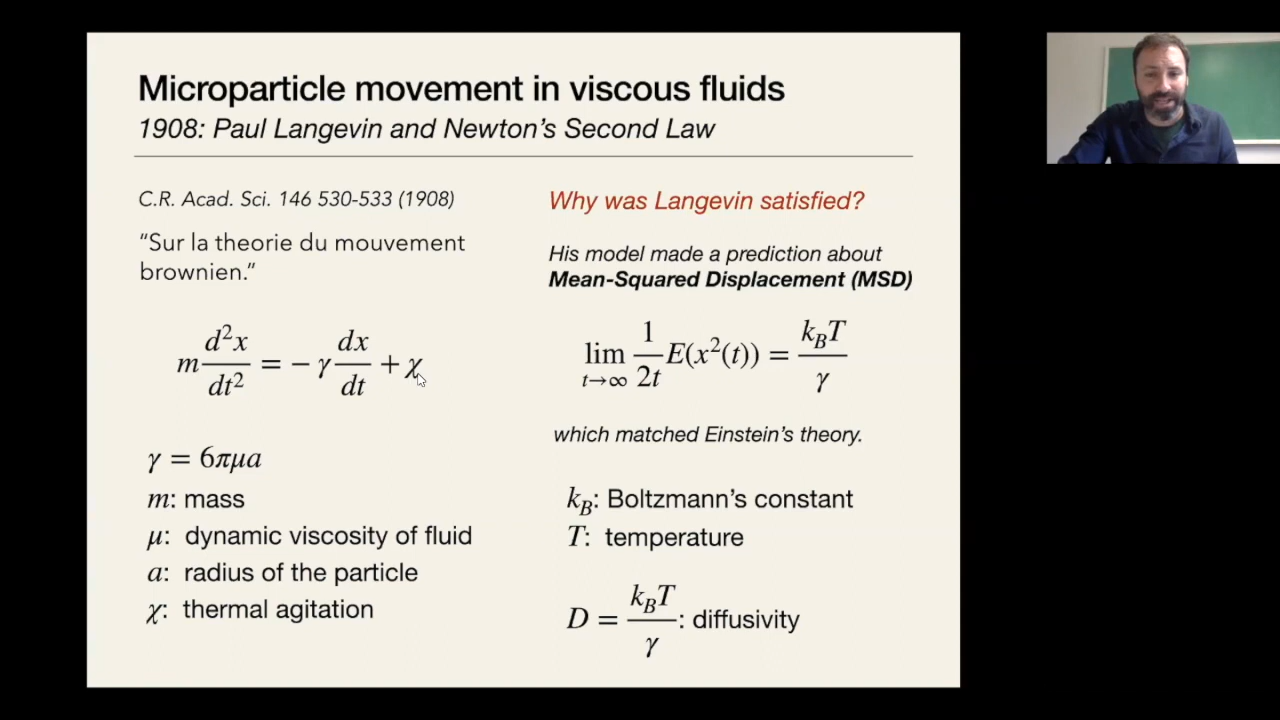 Microparticle movement in viscous fluids
1908: Paul Langevin and Newton's Second Law
C.R. Acad. Sci. 146 530-533 (1908)
“Sur la theorie du mouvement
brownien.”
m d²x/dt² = − γ dx/dt + χ
γ = 6πμa
m: mass
μ: dynamic viscosity of fluid
a: radius of the particle
χ: thermal agitation
Why was Langevin satisfied?
His model made a prediction about
Mean-Squared Displacement (MSD)
lim t→∞ 1/2t E(x²(t)) = k_BT/γ
which matched Einstein's theory.
k_B: Boltzmann's constant
T: temperature
D = k_BT/γ: diffusivity